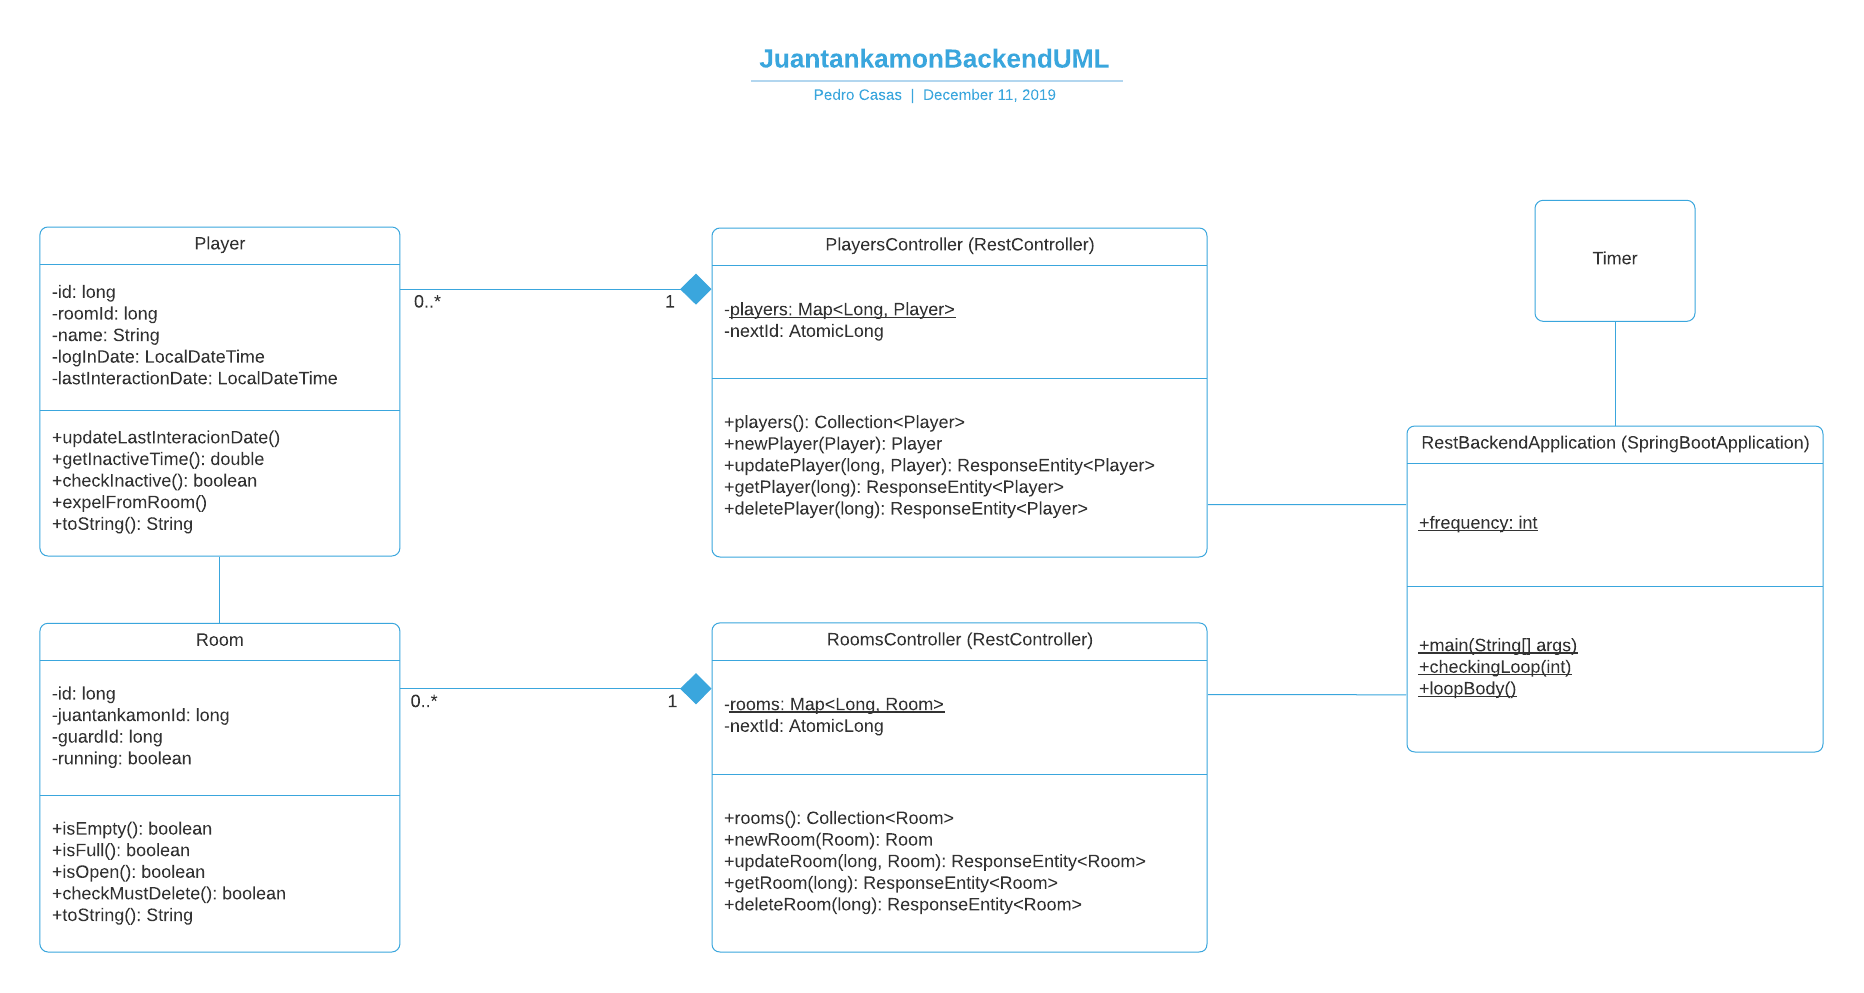 JuantankamonBackendUML
Pedro Casas | December 11, 2019
Player
-id: long
-roomId: long
-name: String
-logInDate: LocalDateTime
-lastInteractionDate: LocalDateTime
+updateLastInteracionDate()
+getInactiveTime(): double
+checkInactive(): boolean
+expelFromRoom()
+toString(): String
0..*
1
PlayersController (RestController)
-players: Map<Long, Player>
-nextId: AtomicLong
+players(): Collection<Player>
+newPlayer(Player): Player
+updatePlayer(long, Player): ResponseEntity<Player>
+getPlayer(long): ResponseEntity<Player>
+deletePlayer(long): ResponseEntity<Player>
Timer
RestBackendApplication (SpringBootApplication)
+frequency: int
+main(String[] args)
+checkingLoop(int)
+loopBody()
Room
-id: long
-juantankamonId: long
-guardId: long
-running: boolean
+isEmpty(): boolean
+isFull(): boolean
+isOpen(): boolean
+checkMustDelete(): boolean
+toString(): String
0..*
1
RoomsController (RestController)
-rooms: Map<Long, Room>
-nextId: AtomicLong
+rooms(): Collection<Room>
+newRoom(Room): Room
+updateRoom(long, Room): ResponseEntity<Room>
+getRoom(long): ResponseEntity<Room>
+deleteRoom(long): ResponseEntity<Room>